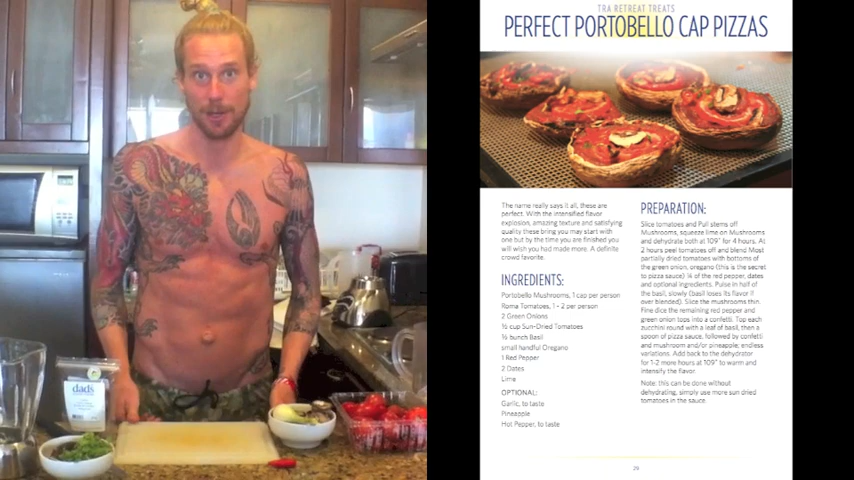 dads
TRA RETREAT TREATS
PERFECT PORTOBELLO CAP PIZZAS
The name really says it all, these are
perfect. With the intensified flavor
explosion, amazing texture and satisfying
quality these bring you may start with
one but by the time you are finished you
will wish you had made more. A definite
crowd favorite.
INGREDIENTS:
Portobello Mushrooms, 1 cap per person
Roma Tomatoes, 1 - 2 per person
2 Green Onions
½ cup Sun-Dried Tomatoes
½ bunch Basil
small handful Oregano
1 Red Pepper
2 Dates
Lime
OPTIONAL:
Garlic, to taste
Pineapple
Hot Pepper, to taste
PREPARATION:
Slice tomatoes and Pull stems off
Mushrooms, squeeze lime on Mushrooms
and dehydrate both at 109° for 4 hours. At
2 hours peel tomatoes off and blend Most
partially dried tomatoes with bottoms of
the green onion, oregano (this is the secret
to pizza sauce) ¼ of the red pepper, dates
and optional ingredients. Pulse in half of
the basil, slowly (basil loses its flavor if
over blended). Slice the mushrooms thin.
Fine dice the remaining red pepper and
green onion tops into a confetti. Top each
zucchini round with a leaf of basil, then a
spoon of pizza sauce, followed by confetti
and mushroom and/or pineapple; endless
variations. Add back to the dehydrator
for 1-2 more hours at 109° to warm and
intensify the flavor.
Note: this can be done without
dehydrating, simply use more sun dried
tomatoes in the sauce
29